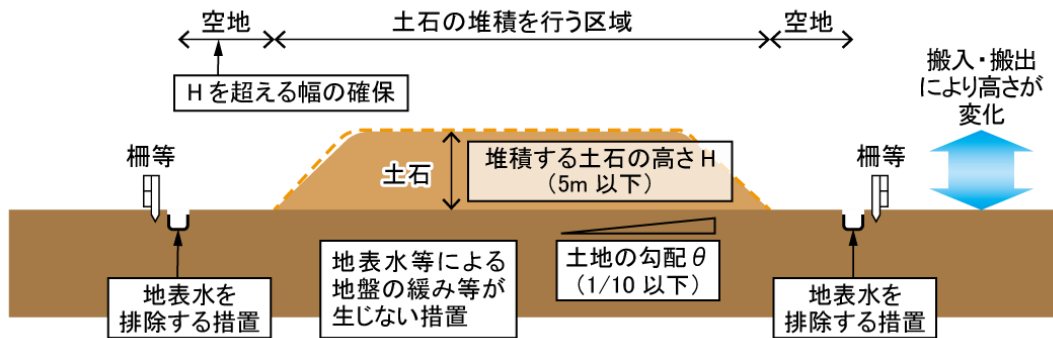 空地
土石の堆積を行う区域
空地
Hを超える幅の確保
搬入・搬出
により高さが
変化
柵等
土石
堆積する土石の高さH
(5m 以下)
柵等
地表水を
排除する措置
地表水等による
地盤の緩み等が
生じない措置
土地の勾配θ
(1/10 以下)
地表水を
排除する措置